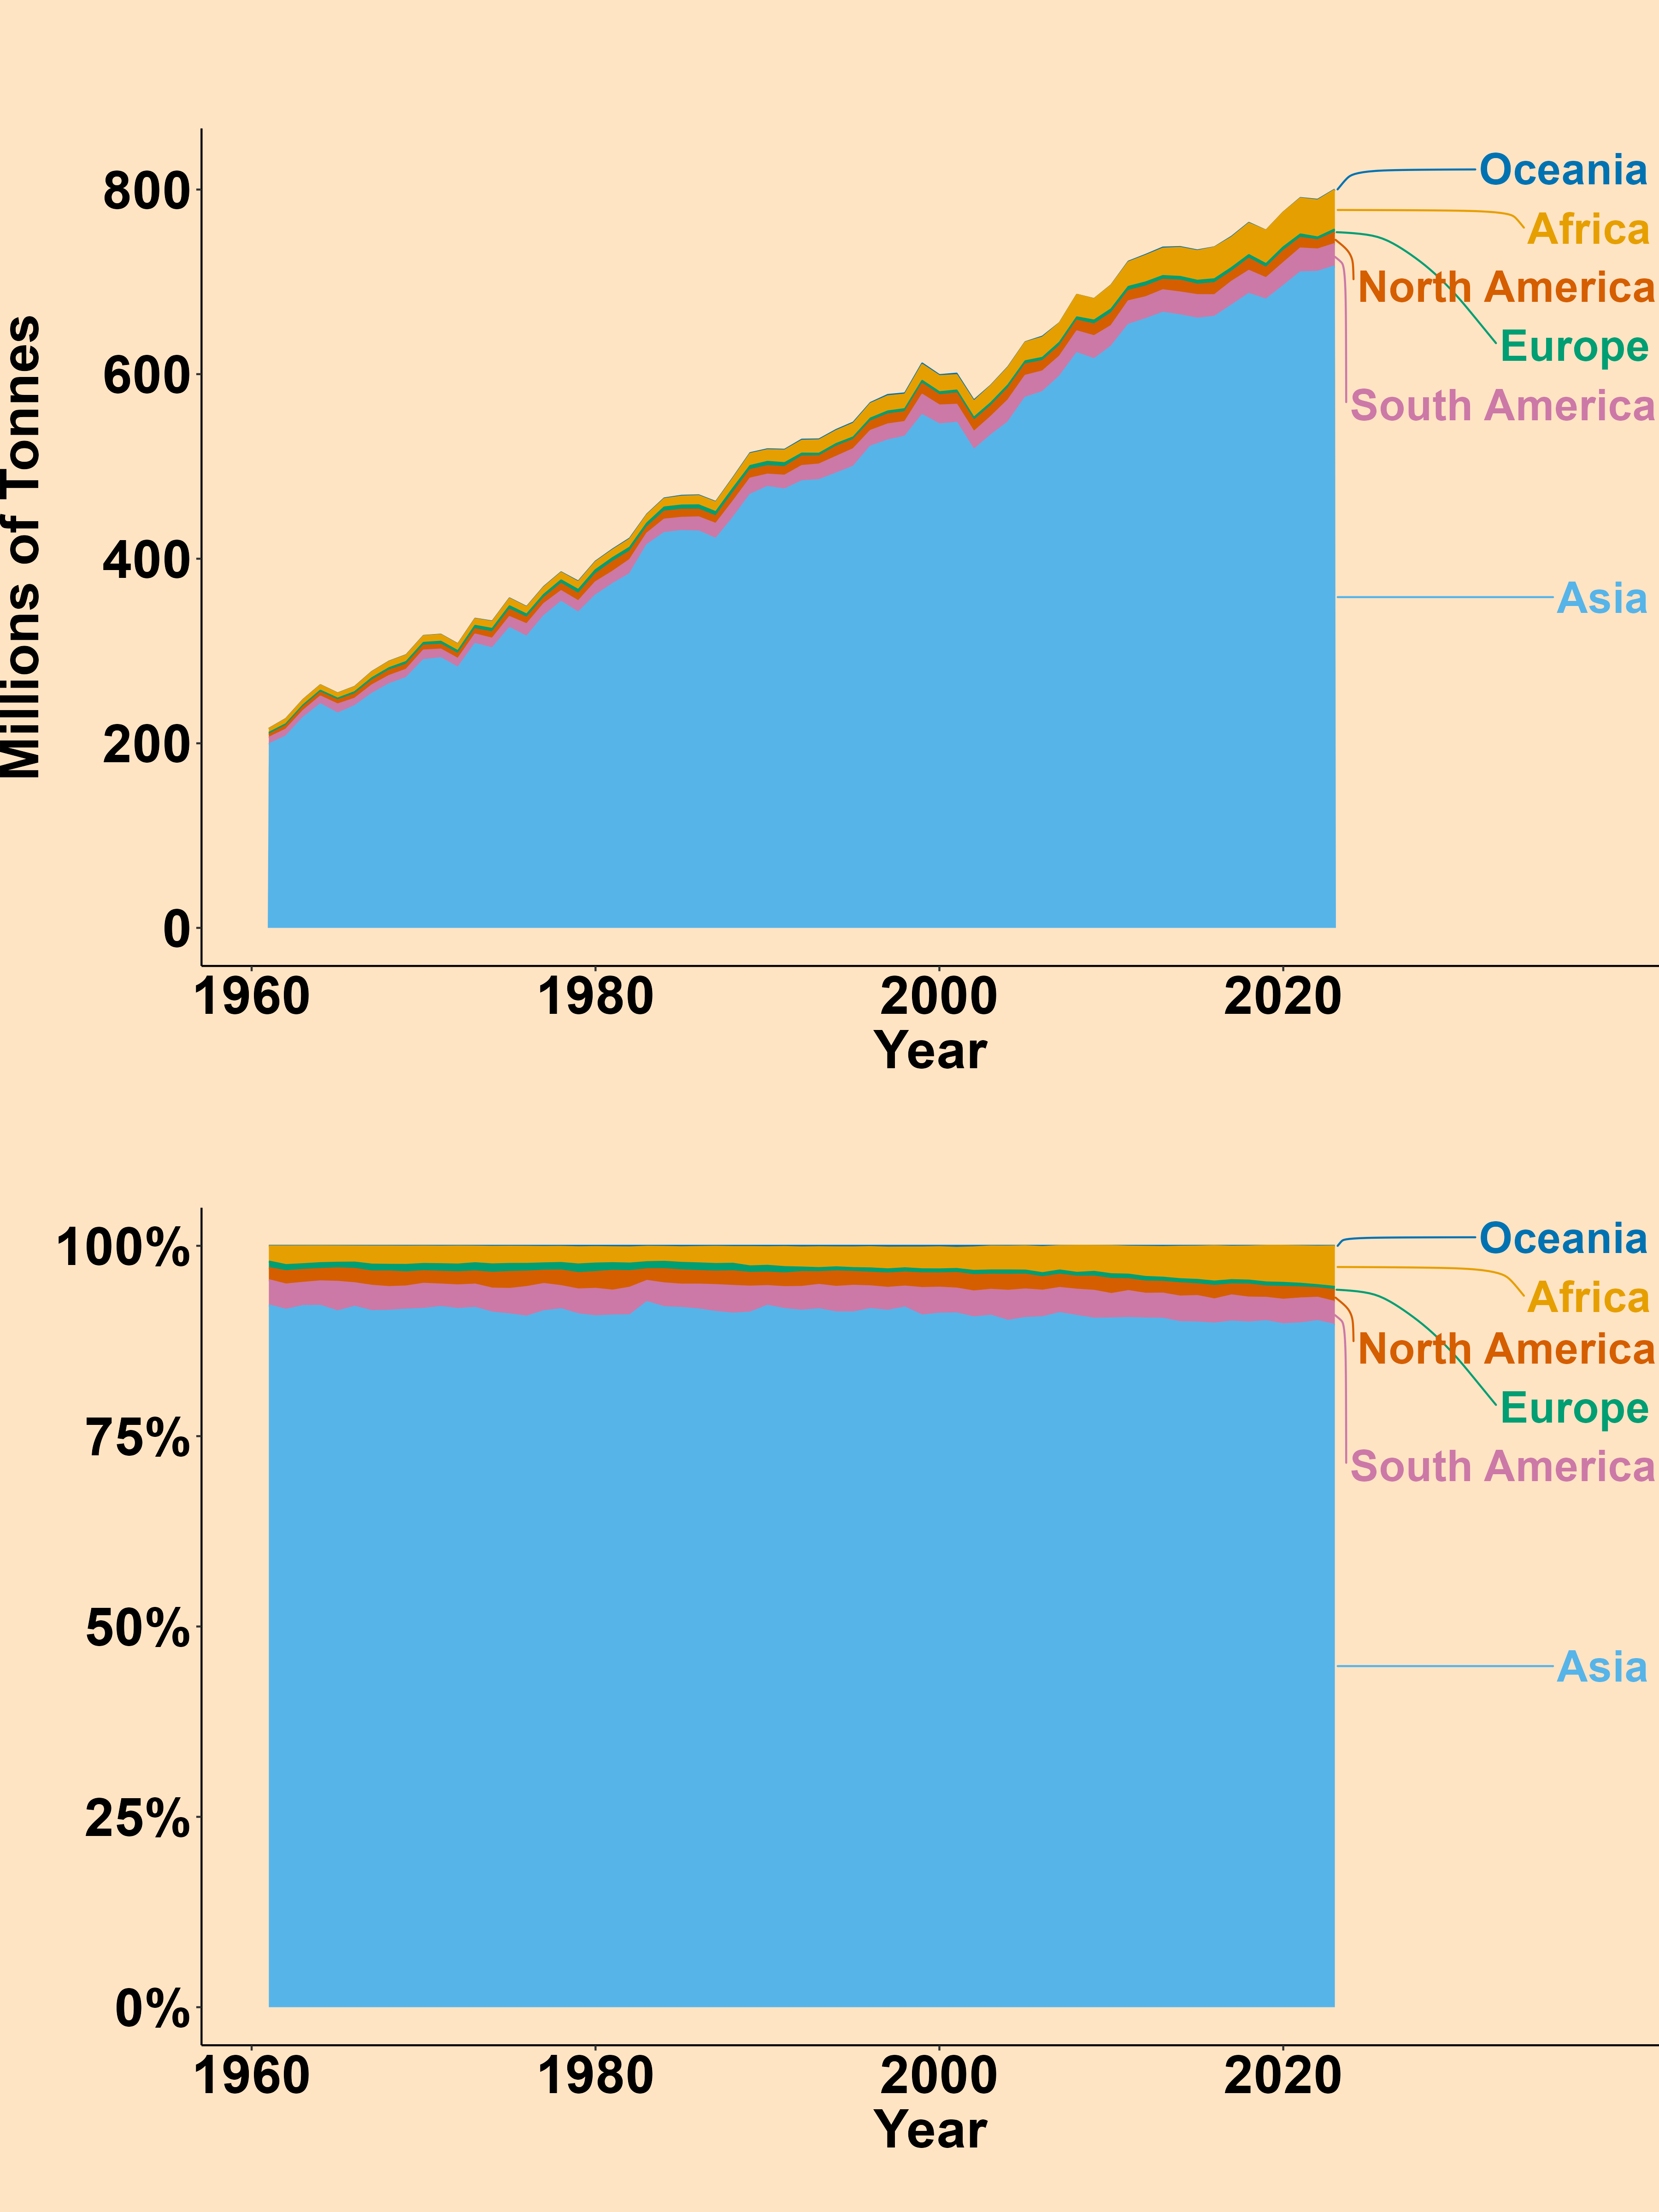 Millions of Tonnes
800
600
400
200
0
1960 1980 2000 2020
Year
Oceania
Africa
North America
Europe
South America
Asia
100%
75%
50%
25%
0%
1960 1980 2000 2020
Year
Oceania
Africa
North America
Europe
South America
Asia